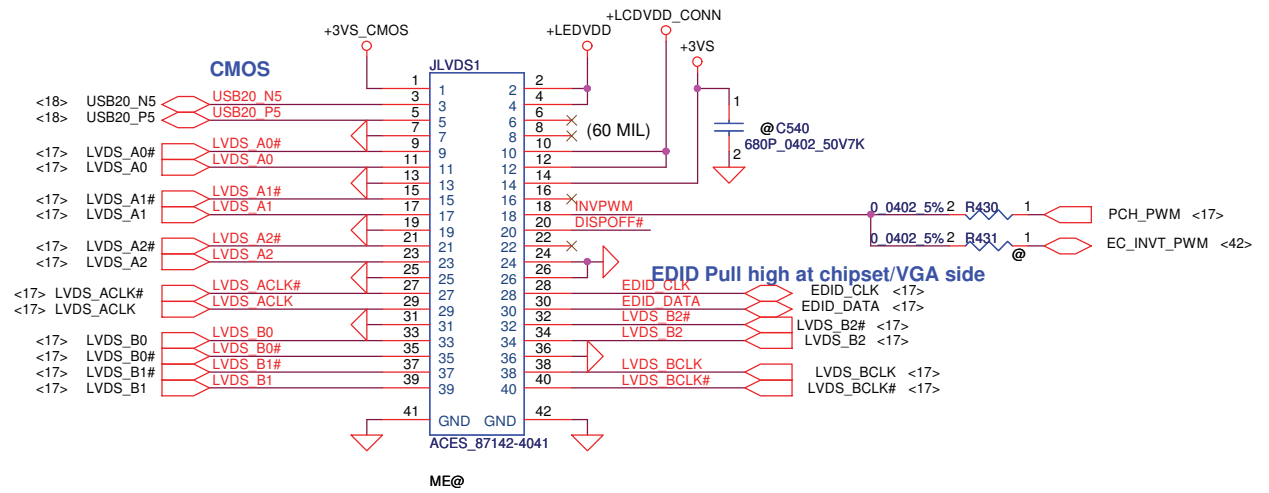 +LCDVDD_CONN
+3VS_CMOS +LEDVDD
+3VS
CMOS JLVDS1
1 1 2 2
<18> USB20_N5 USB20_N5 3 3 4 4 1
<18> USB20_P5 USB20_P5 5 5 6 6
7 7 8 8 (60 MIL) @ C540
<17> LVDS_A0# LVDS_A0# 9 9 10 10 680P_0402_50V7K
<17> LVDS_A0 LVDS_A0 11 11 12 12 2
13 13 14 14
<17> LVDS_A1# LVDS_A1# 15 15 16 16
<17> LVDS_A1 LVDS_A1 17 17 18 18 INVPWM 0_0402_5% 2 R430 1 PCH_PWM <17>
19 19 20 20 DISPOFF#
<17> LVDS_A2# LVDS_A2# 21 21 22 22 0_0402_5% 2 R431 1 EC_INVT_PWM <42>
<17> LVDS_A2 LVDS_A2 23 23 24 24 @
25 25 26 26 EDID Pull high at chipset/VGA side
<17> LVDS_ACLK# LVDS_ACLK# 27 27 28 28 EDID_CLK EDID_CLK <17>
<17> LVDS_ACLK LVDS_ACLK 29 29 30 30 EDID_DATA EDID_DATA <17>
31 31 32 32 LVDS_B2# LVDS_B2# <17>
<17> LVDS_B0 LVDS_B0 33 33 34 34 LVDS_B2 LVDS_B2 <17>
<17> LVDS_B0# LVDS_B0# 35 35 36 36
<17> LVDS_B1# LVDS_B1# 37 37 38 38 LVDS_BCLK LVDS_BCLK <17>
<17> LVDS_B1 LVDS_B1 39 39 40 40 LVDS_BCLK# LVDS_BCLK# <17>
41 GND GND 42
ACES_87142-4041
ME@